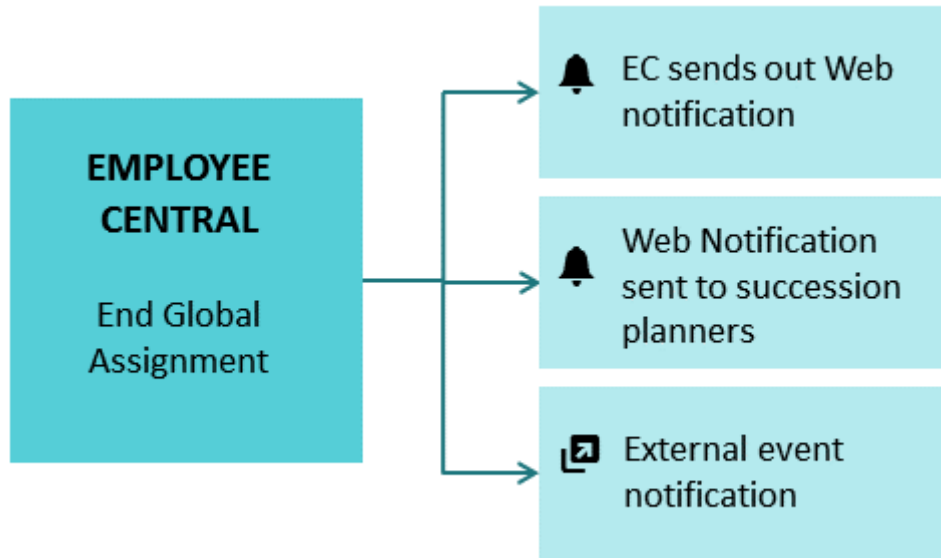 EMPLOYEE
CENTRAL
End Global
Assignment
EC sends out Web
notification
Web Notification
sent to succession
planners
External event
notification